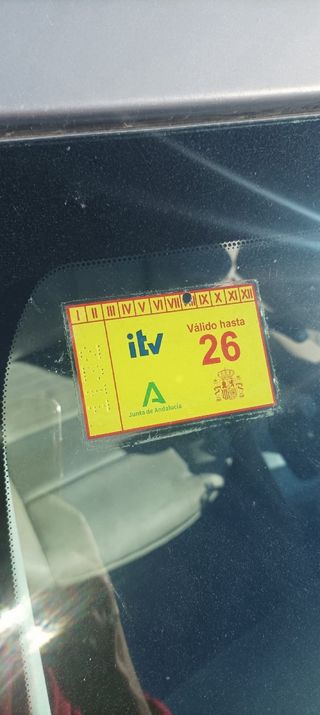 I II III IV V VI VII VIII IX X XI XII
itv
Válido hasta
26
Junta de Andalucía